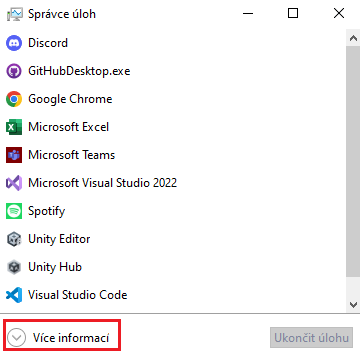 Správce úloh
Discord
GitHubDesktop.exe
Google Chrome
Microsoft Excel
Microsoft Teams
Microsoft Visual Studio 2022
Spotify
Unity Editor
Unity Hub
Visual Studio Code
Více informací
Ukončit úlohu